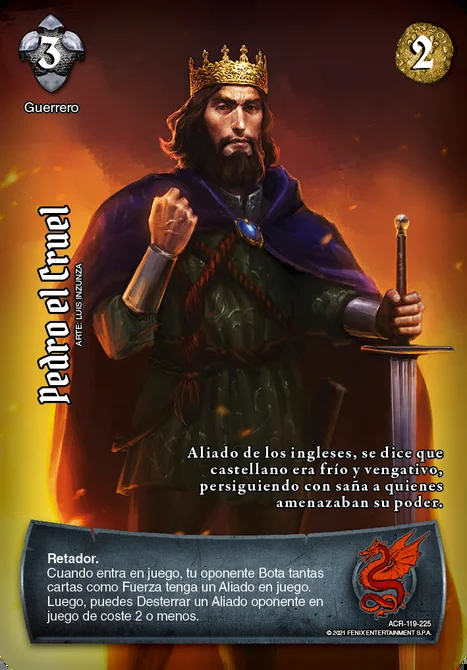 3
2
Guerrero
Pedro el Cruel
ARTE: LUIS INZUNZA
Aliado de los ingleses, se dice que
castellano era frío y vengativo,
persiguiendo con saña a quienes
amenazaban su poder.
Retador.
Cuando entra en juego, tu oponente Bota tantas
cartas como Fuerza tenga un Aliado en juego.
Luego, puedes Desterrar un Aliado oponente en
juego de coste 2 o menos.
ACR-119-225
© 2021 FENIX ENTERTAINMENT S.P.A.